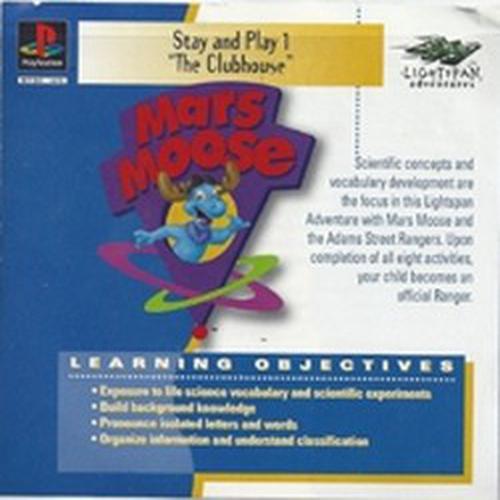 Stay and Play 1
"The Clubhouse"
PlayStation
LIGHTSPAN
adventures
Mars
Moose
Scientific concepts and
vocabulary development are
the focus in this Lightspan
Adventure with Mars Moose and
the Adams Street Rangers. Upon
completion of all eight activities,
your child becomes an
official Ranger.
LEARNING OBJECTIVES
• Exposure to life science vocabulary and scientific experiments
• Build background knowledge
• Pronounce isolated letters and words
• Organize information and understand classification